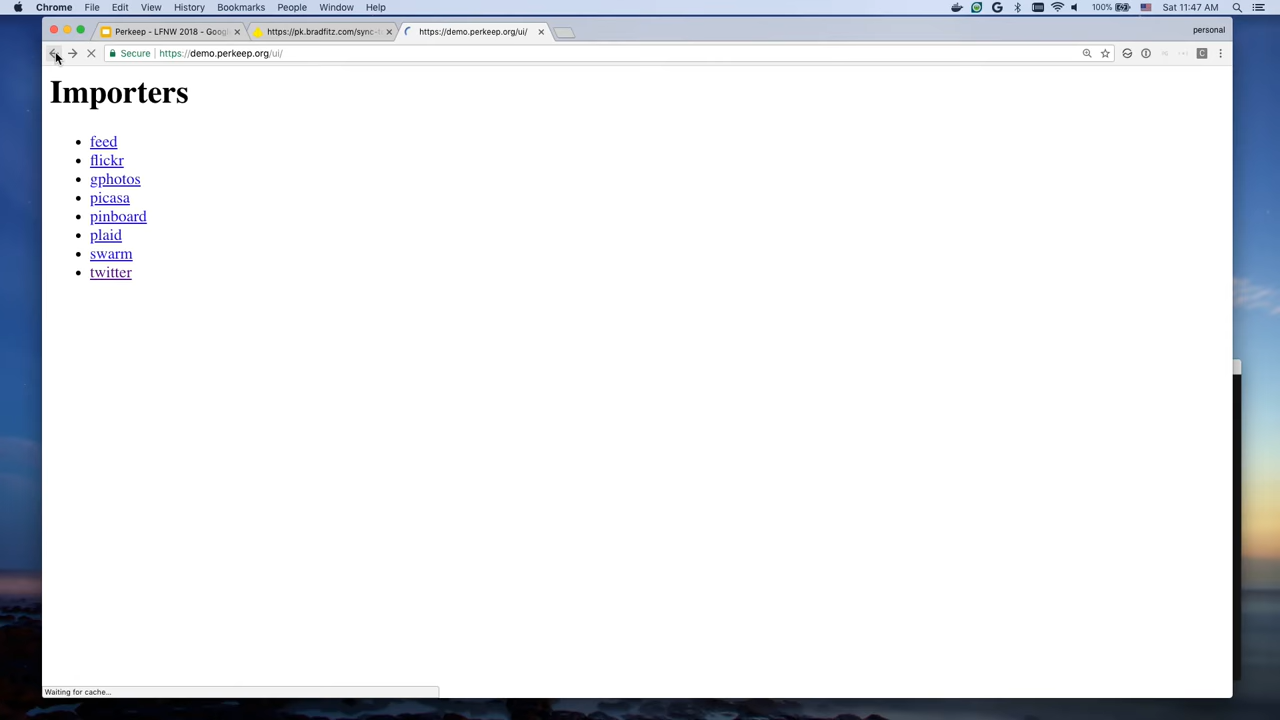 Chrome File Edit View History Bookmarks People Window Help 100% Sat 11:47 AM
Perkeep - LFNW 2018 - Goog https://pk.bradfitz.com/sync- https://demo.perkeep.org/ui/ personal
Secure https://demo.perkeep.org/ui/
Importers
feed
flickr
gphotos
picasa
pinboard
plaid
swarm
twitter
Waiting for cache...